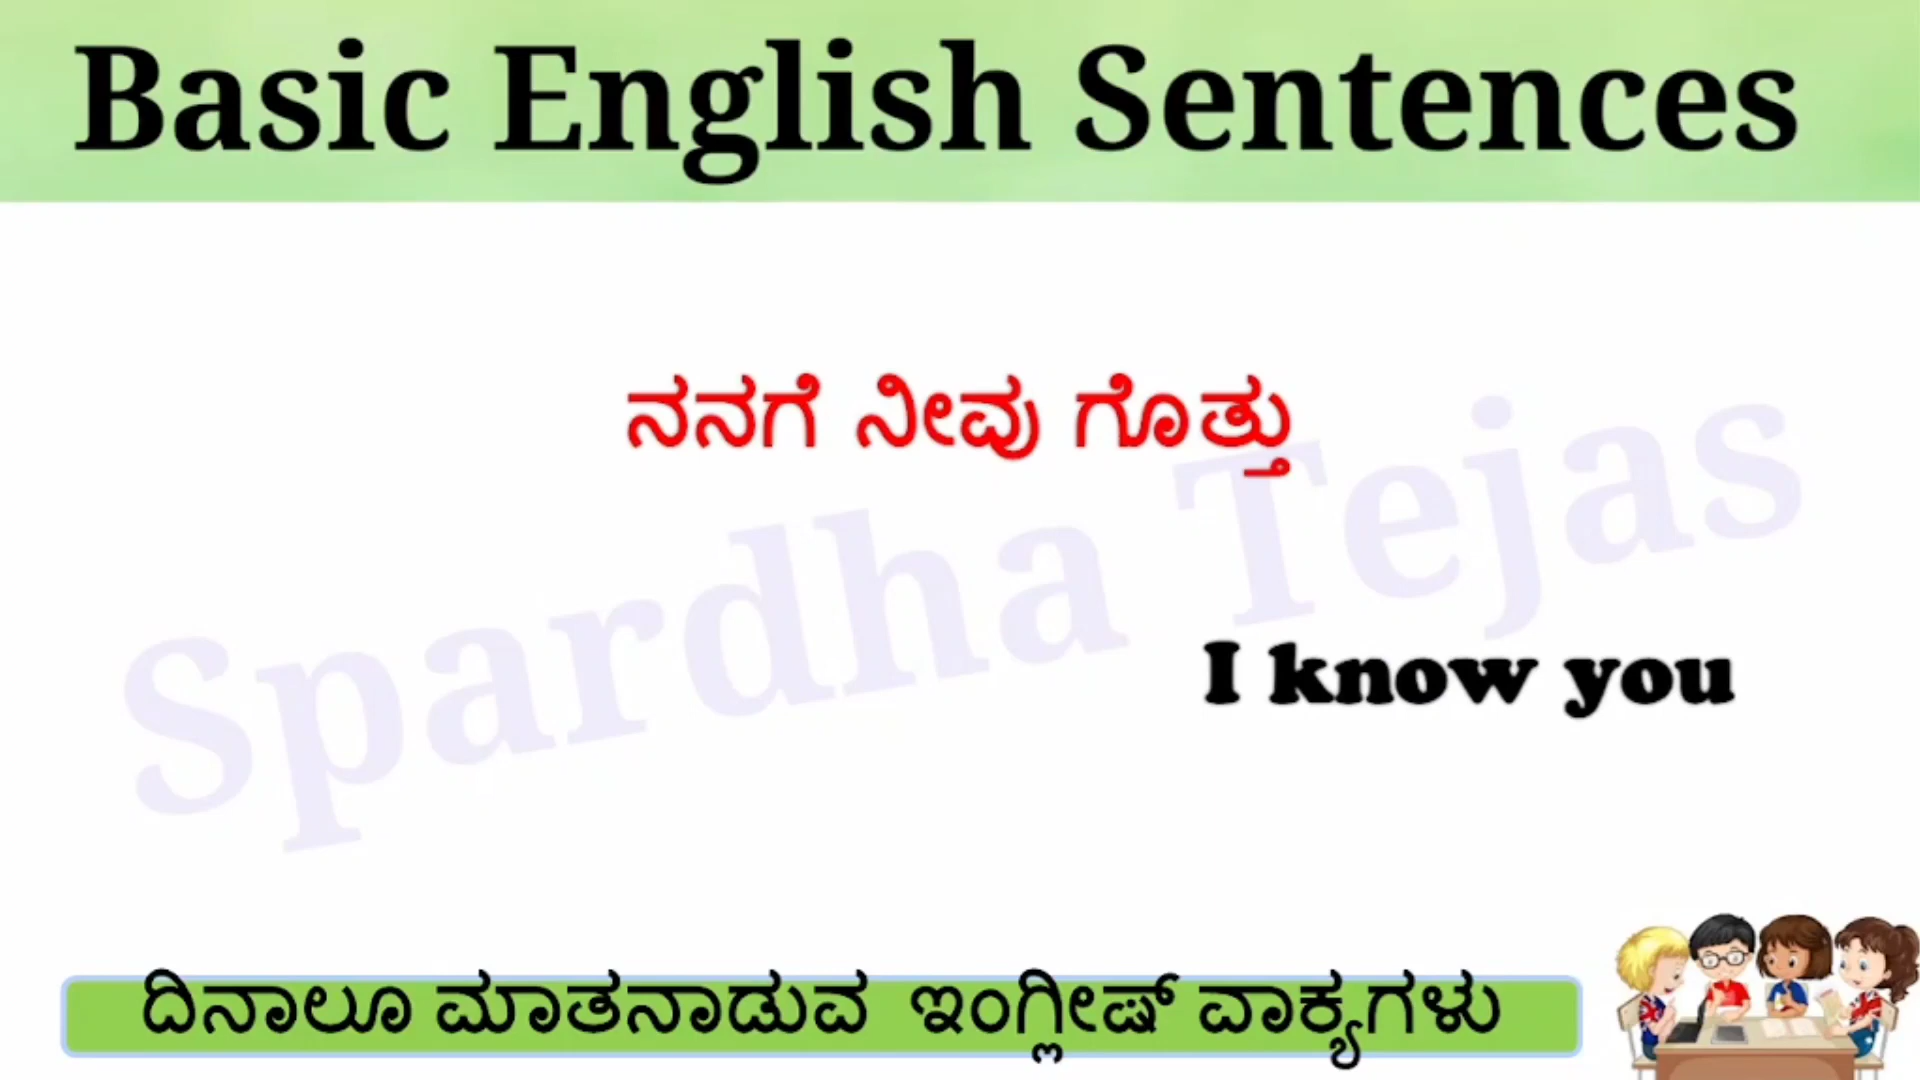 Basic English Sentences
ನನಗೆ ನೀವು ಗೊತ್ತು
Spardha Tejas
I know you
ದಿನಾಲೂ ಮಾತನಾಡುವ ಇಂಗ್ಲೀಷ್ ವಾಕ್ಯಗಳು